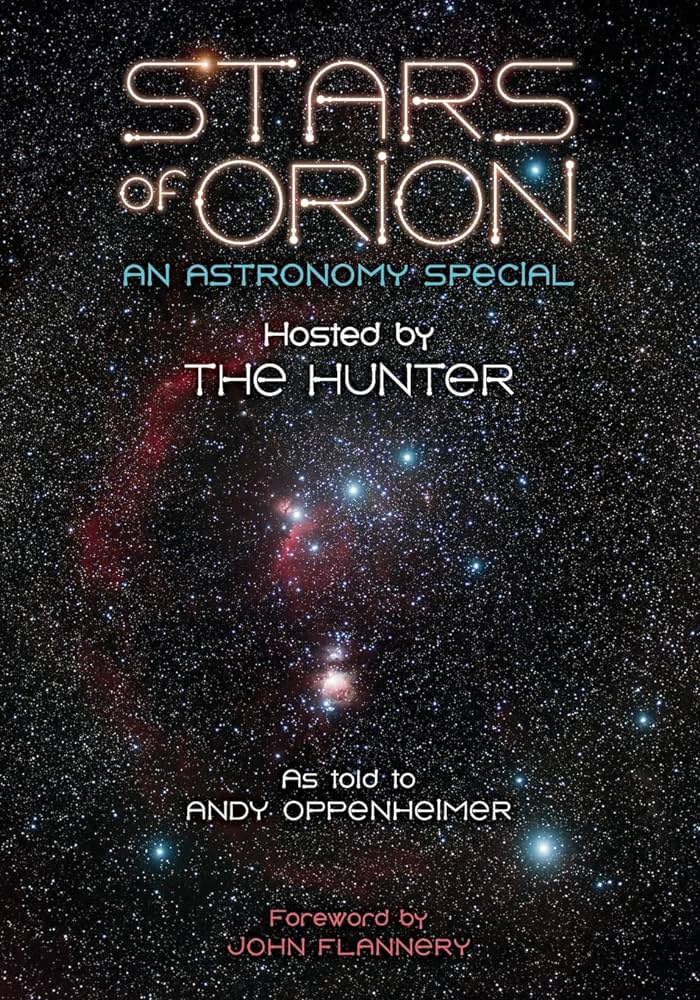 STARS
OF ORION
AN ASTRONOMY SPECIAL
Hosted by
THE HUNTER
As told to
ANDY OPPENHEIMER
Foreword by
JOHN FLANNERY